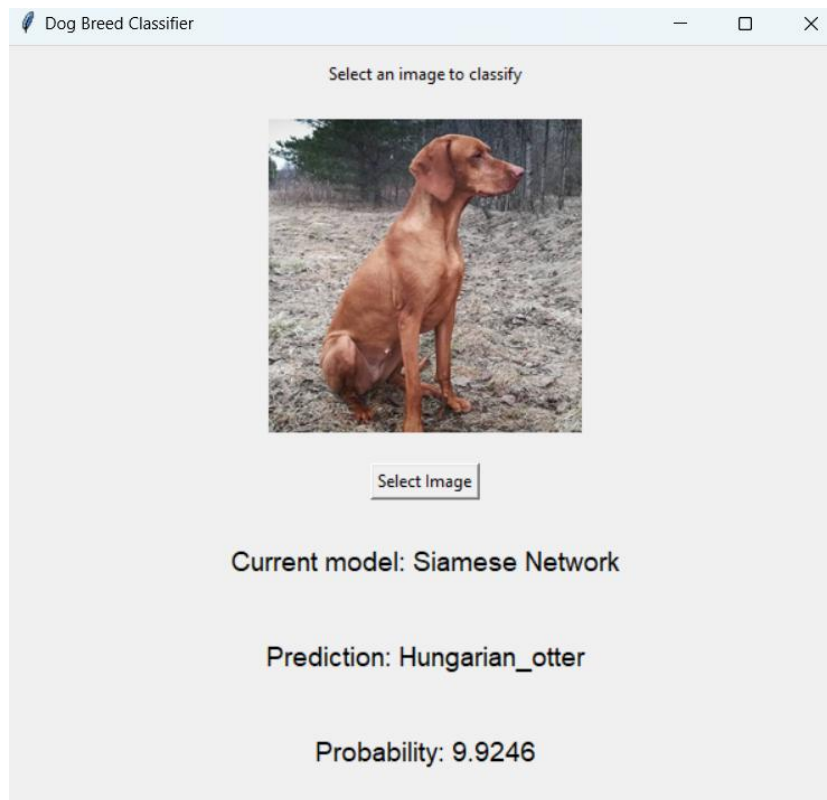 Dog Breed Classifier
Select an image to classify
Select Image
Current model: Siamese Network
Prediction: Hungarian_otter
Probability: 9.9246